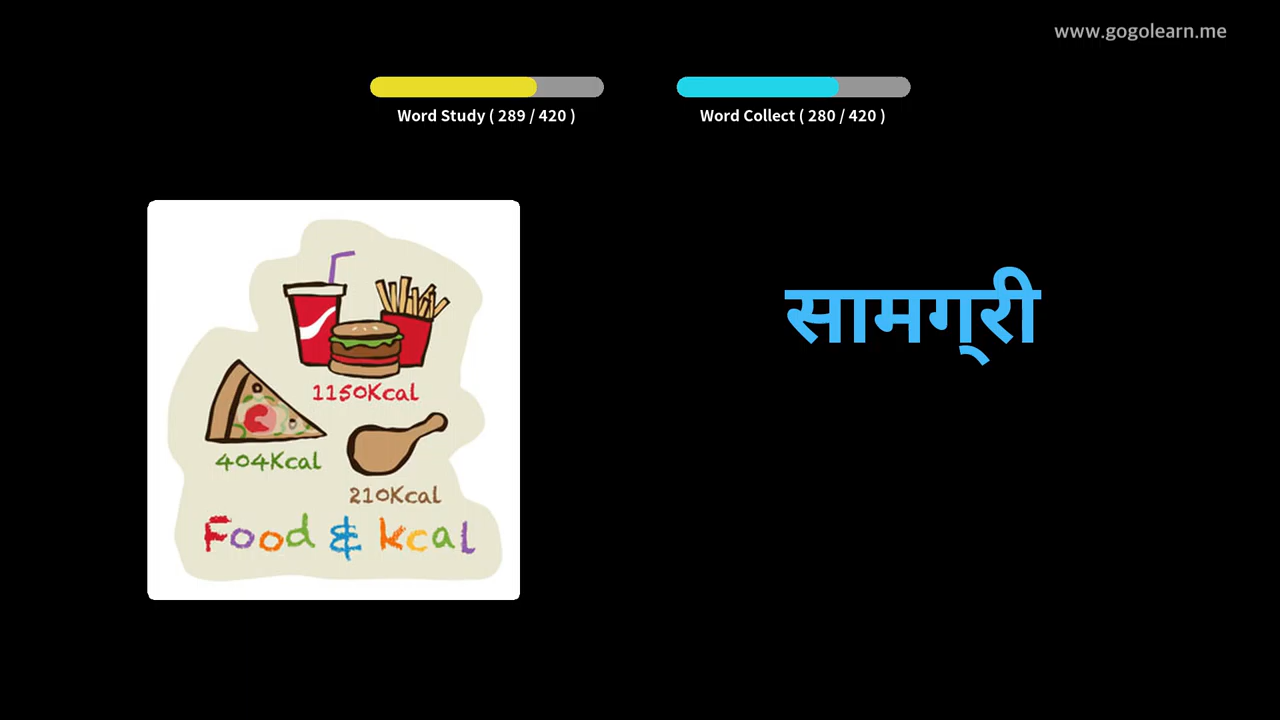 www.gogolearn.me
Word Study ( 289 / 420 )
Word Collect ( 280 / 420 )
सामग्री
1150Kcal
404Kcal
210Kcal
Food & kcal